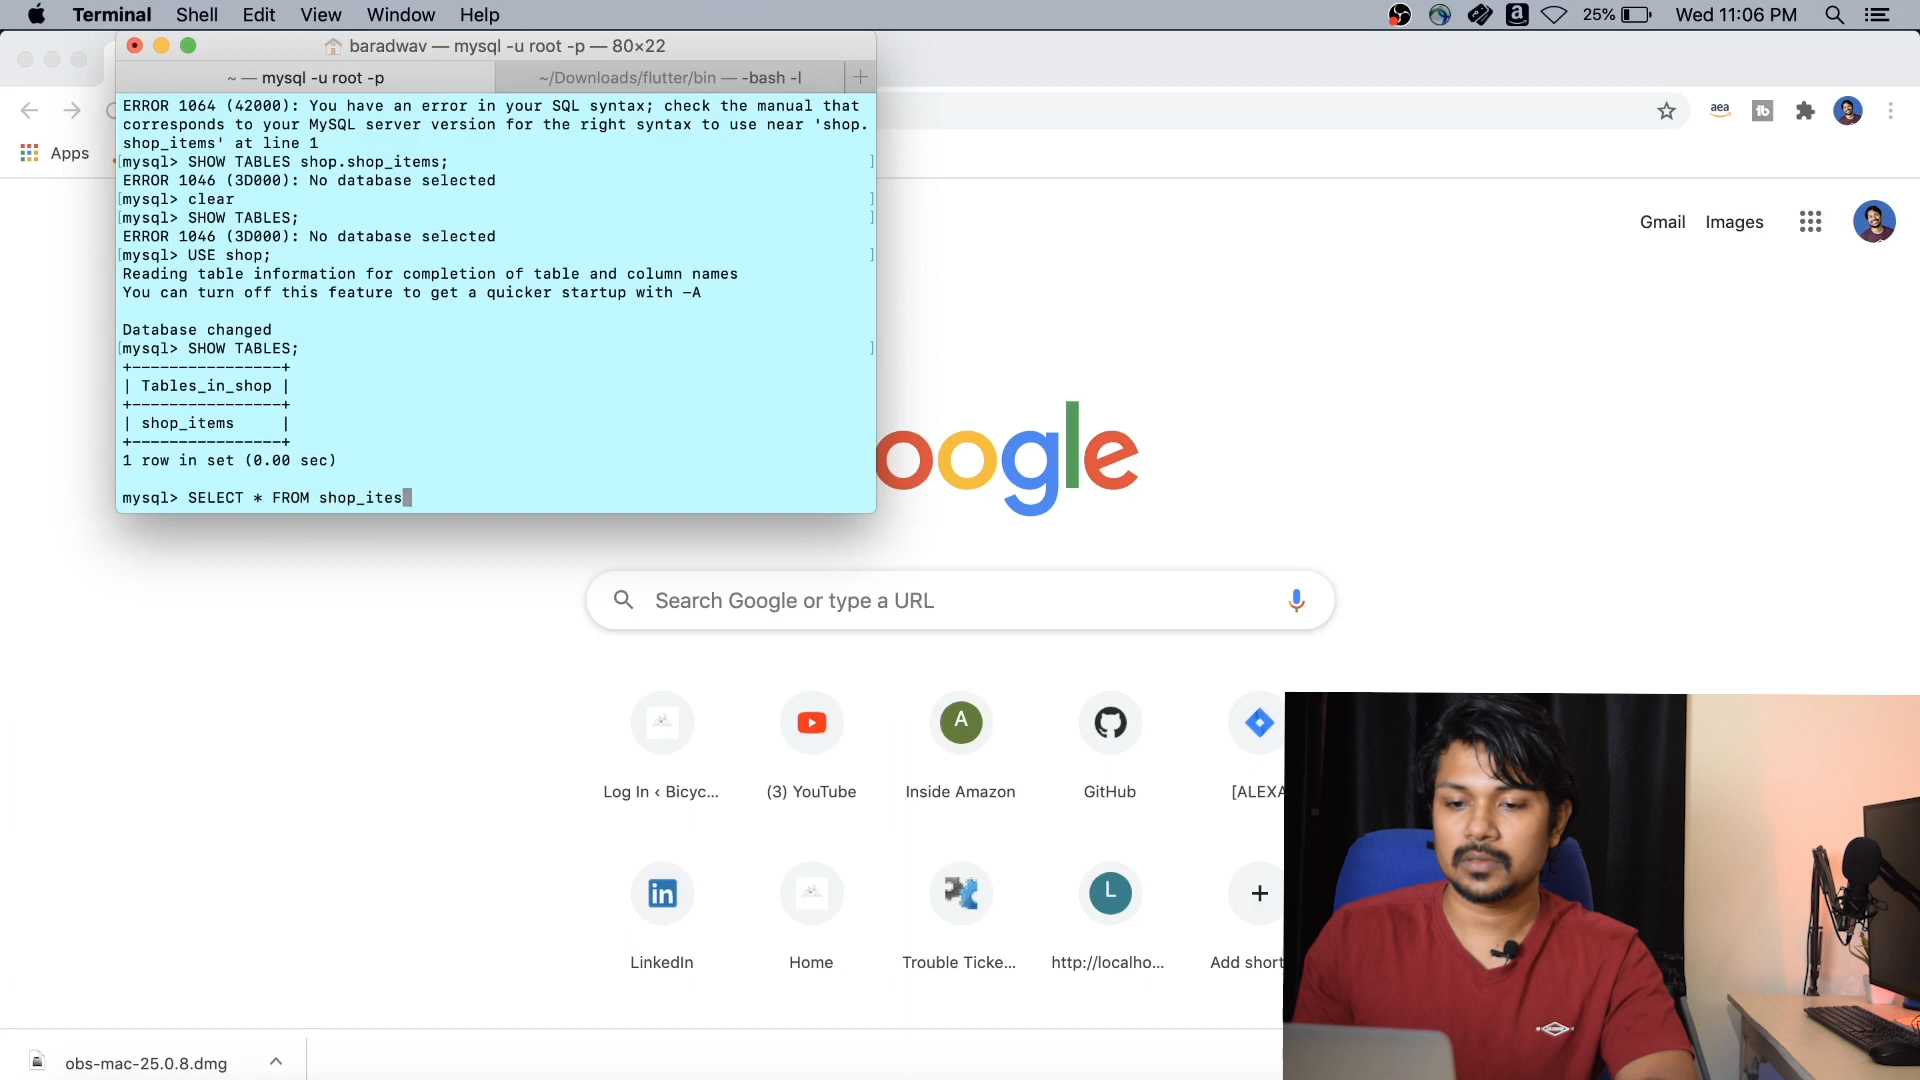 Terminal Shell Edit View Window Help
25% Wed 11:06 PM
baradwav — mysql -u root -p — 80×22
~ — mysql -u root -p
~/Downloads/flutter/bin — -bash -l
ERROR 1064 (42000): You have an error in your SQL syntax; check the manual that
corresponds to your MySQL server version for the right syntax to use near 'shop.
shop_items' at line 1
mysql> SHOW TABLES shop.shop_items;
ERROR 1046 (3D000): No database selected
mysql> clear
mysql> SHOW TABLES;
ERROR 1046 (3D000): No database selected
mysql> USE shop;
Reading table information for completion of table and column names
You can turn off this feature to get a quicker startup with -A
Database changed
mysql> SHOW TABLES;
+----------------+
| Tables_in_shop |
+----------------+
| shop_items     |
+----------------+
1 row in set (0.00 sec)
mysql> SELECT * FROM shop_ites
aea
Apps
Gmail Images
oogle
Search Google or type a URL
A
Log In ‹ Bicyc...
(3) YouTube
Inside Amazon
GitHub
[ALEXA
in
L
LinkedIn
Home
Trouble Ticke...
http://localho...
Add short
obs-mac-25.0.8.dmg